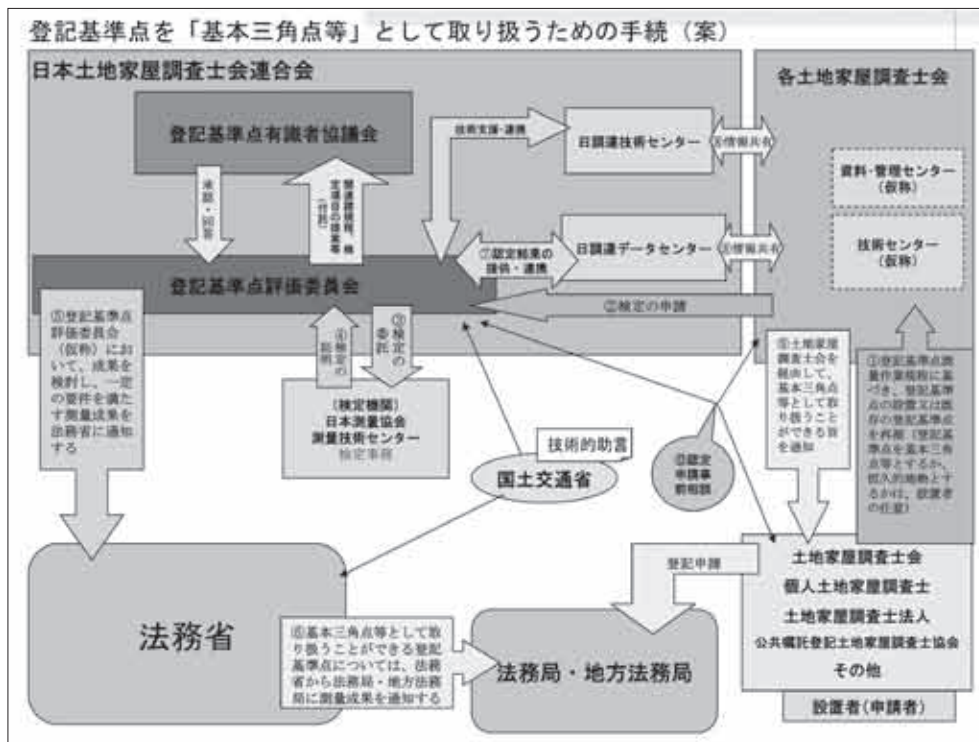 登記基準点を「基本三角点等」として取り扱うための手続（案）
日本土地家屋調査士会連合会
登記基準点有識者協議会
承認・回答
関連諸規程、検
定項目の提案等
技術支援・連携
日調連技術センター
日調連データセンター
⑦認定結果の
提供・連携
登記基準点評価委員会
②検定の申請
③検定の
委託
④検定の
証明
（検定機関）
日本測量協会
測量技術センター
検定事務
⑤登記基準点
評価委員会
（仮称）にお
いて、成果を
検討し、一定
の要件を満た
す測量成果を
法務省に通知
する
各土地家屋調査士会
情報共有
情報共有
資料・管理センター
（仮称）
技術センター
（仮称）
①登記基準点測
量作業規程に基
づき、登記基準
点の設置又は既
存の登記基準点
を再測（登記基
準点を基本三角
点等とするか、
恒久的地物とす
るかは、設置者
の任意）
土地家屋
調査士会を
経由して、
基本三角点
等として取
り扱うこと
ができる旨
を通知
認定
申請事
前相談
技術的助言
国土交通省
法務省
⑥基本三角点等として取
り扱うことができる登記
基準点については、法務
省から法務局・地方法務
局に測量成果を通知する
登記申請
法務局・地方法務局
土地家屋調査士会
個人土地家屋調査士
土地家屋調査士法人
公共嘱託登記土地家屋調査士協会
その他
設置者（申請者）